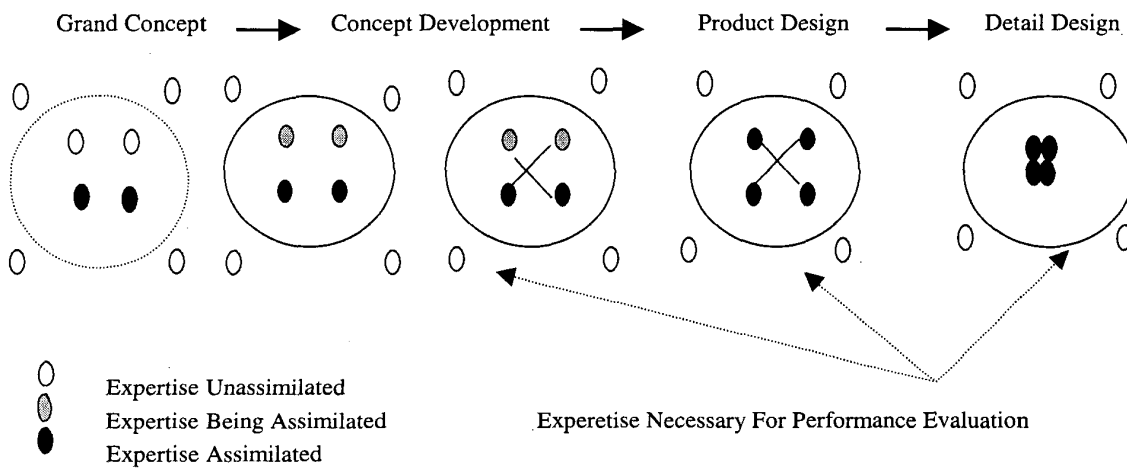 Grand Concept Concept Development Product Design Detail Design
Expertise Unassimilated
Expertise Being Assimilated
Experetise Necessary For Performance Evaluation
Expertise Assimilated